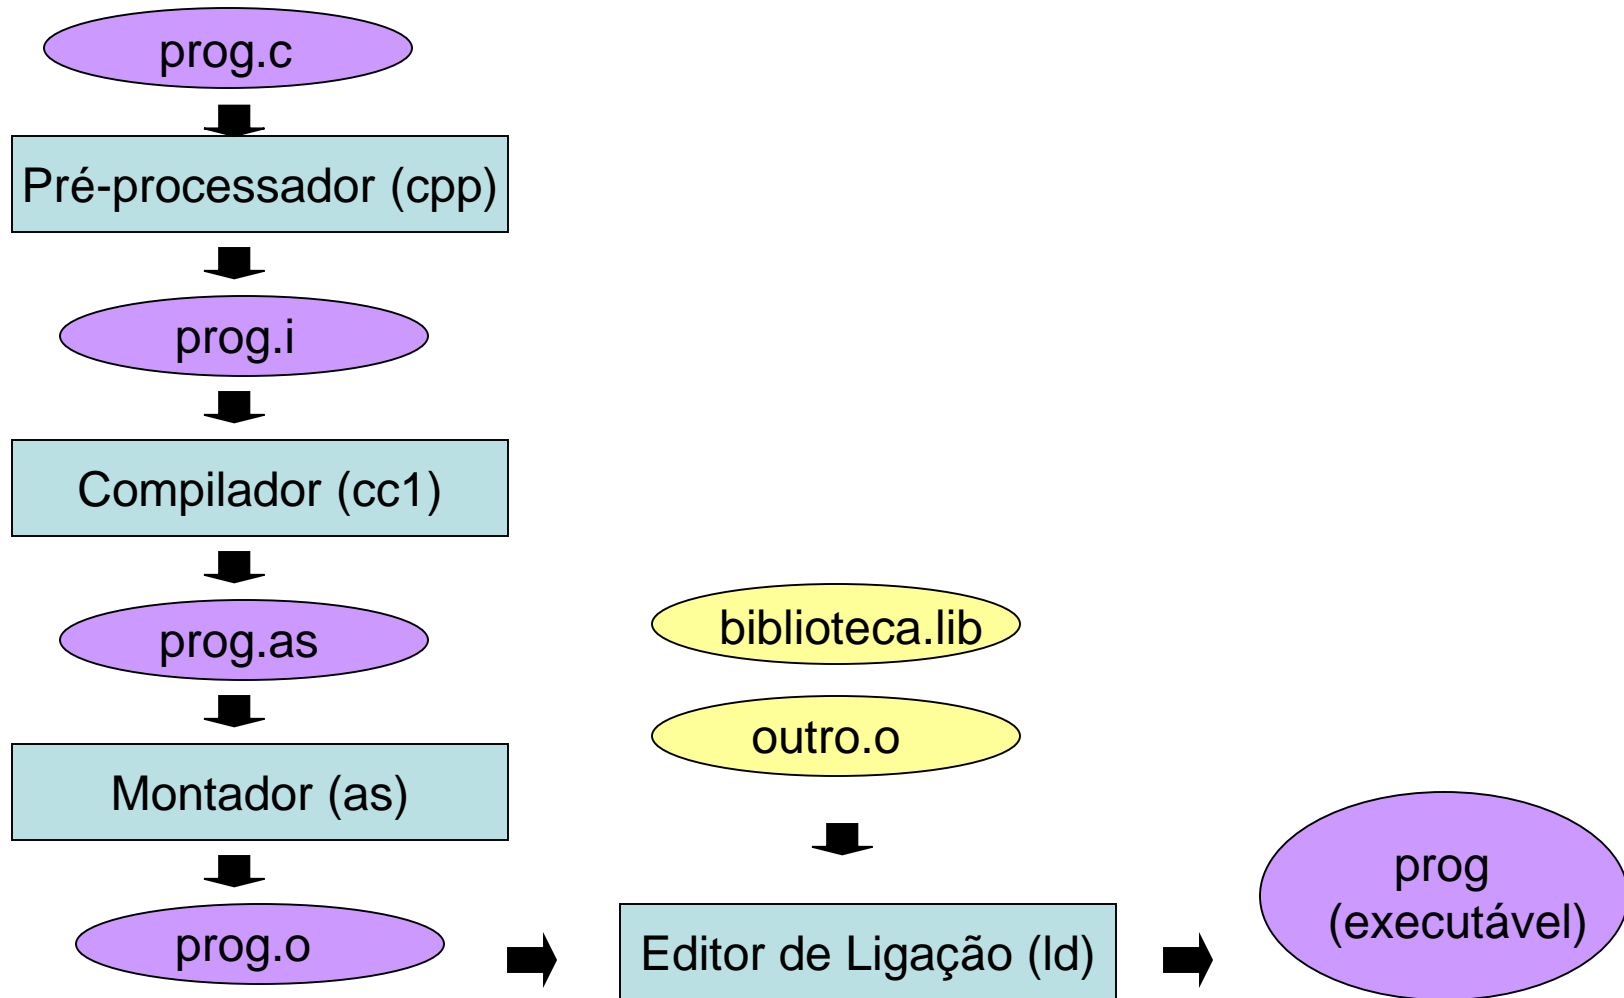 prog.c
Pré-processador (cpp)
prog.i
Compilador (cc1)
prog.as
Montador (as)
prog.o
biblioteca.lib
outro.o
Editor de Ligação (ld)
prog
(executável)